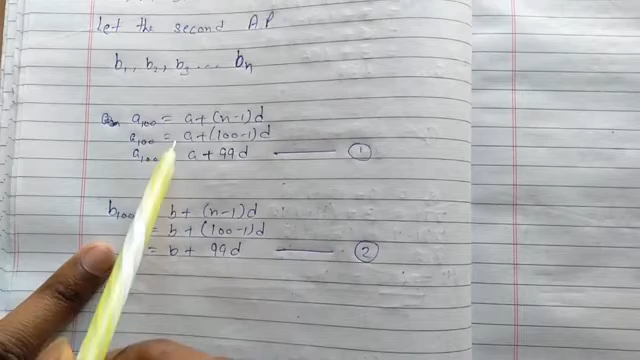 Let the second AP
b₁, b₂, b₃ .... bₙ
a₁₀₀ = a + (n-1)d
a₁₀₀ = a + (100-1)d
a₁₀₀ a + 99d ——— ①
b₁₀₀ b + (n-1)d
= b + (100-1)d
= b + 99d ——— ②